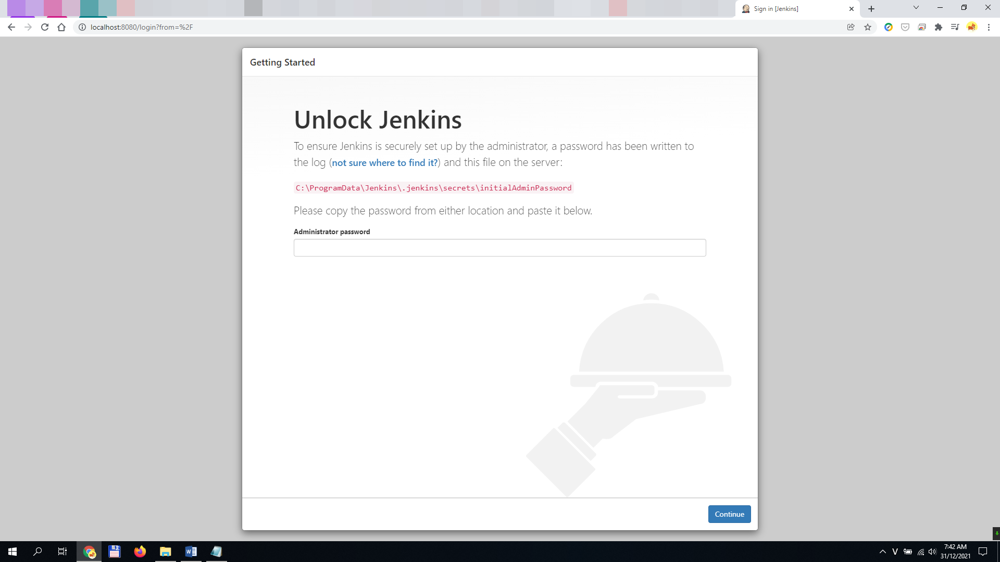 Sign in [Jenkins]
localhost:8080/login?from=%2F
Getting Started
Unlock Jenkins
To ensure Jenkins is securely set up by the administrator, a password has been written to
the log (not sure where to find it?) and this file on the server:
C:\ProgramData\Jenkins\.jenkins\secrets\initialAdminPassword
Please copy the password from either location and paste it below.
Administrator password
Continue
V
7:42 AM
31/12/2021